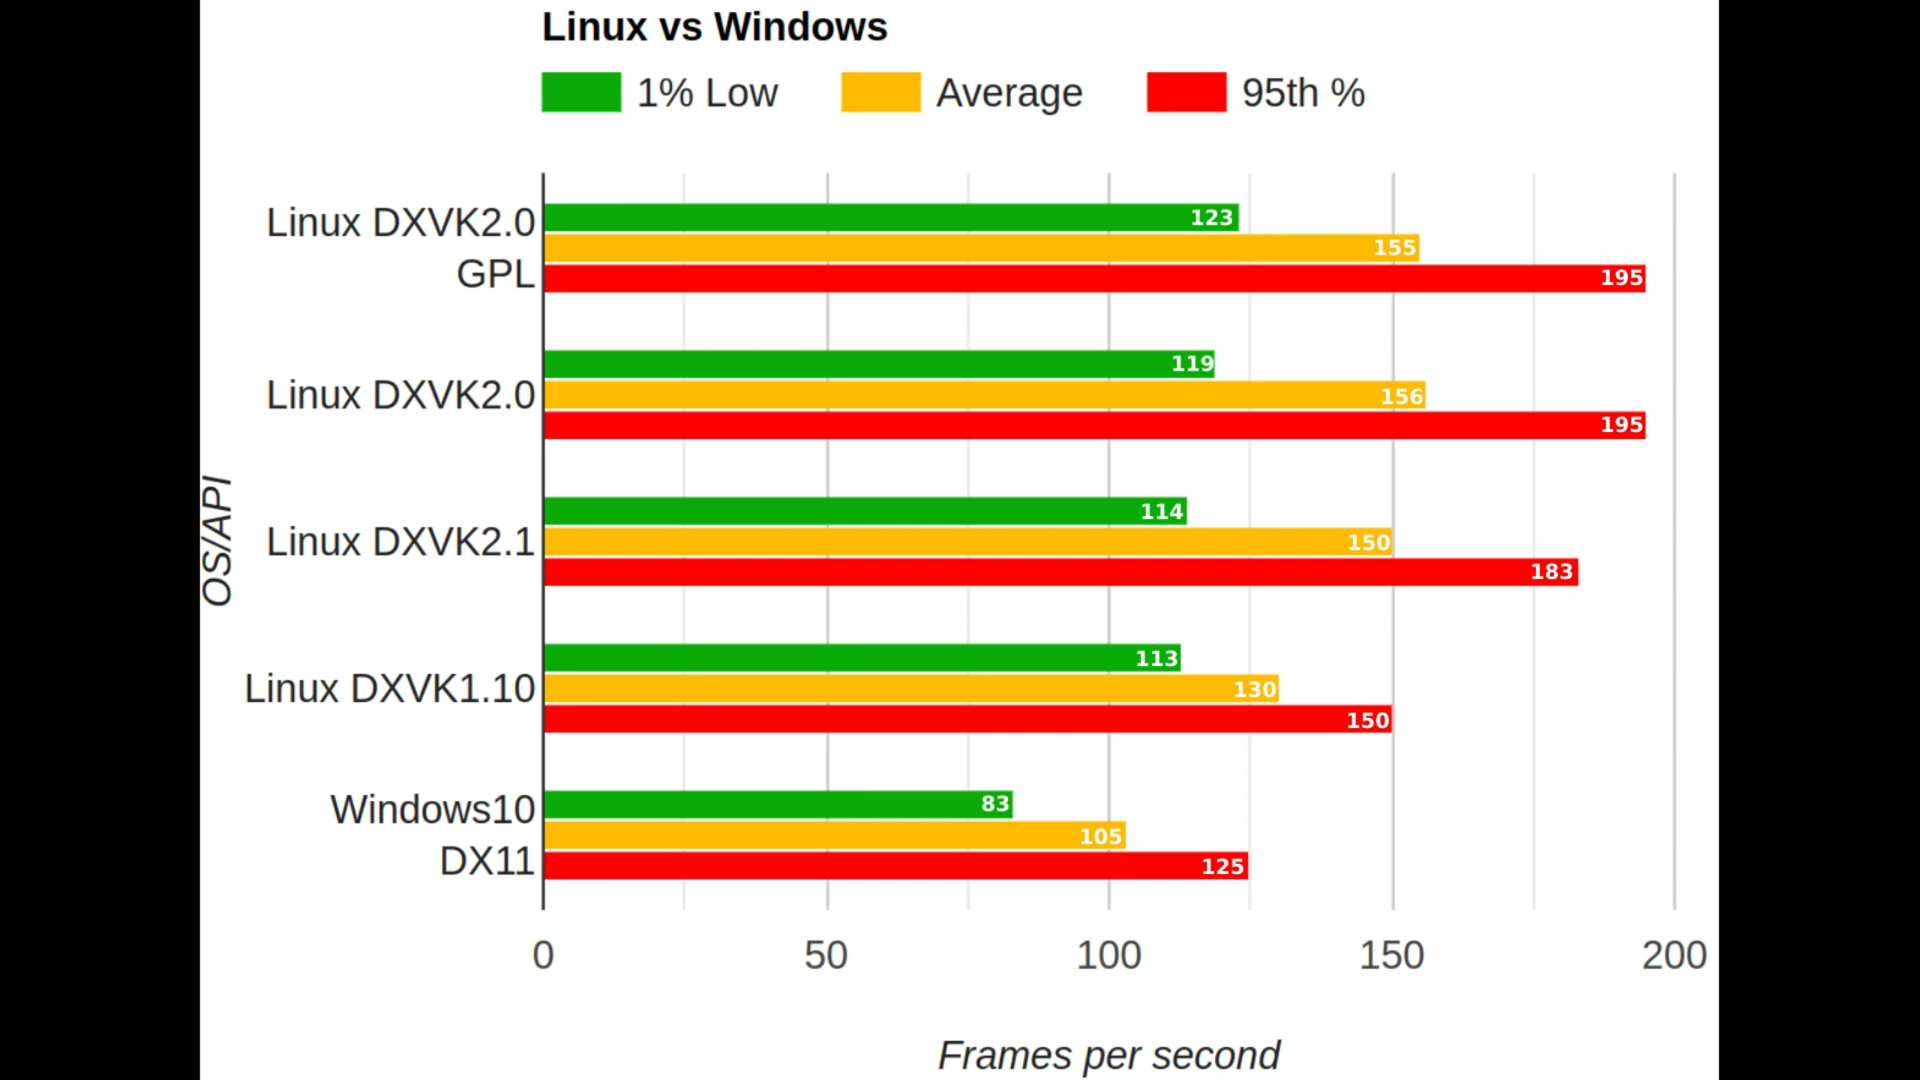 Linux vs Windows
1% Low
Average
95th %
Linux DXVK2.0
GPL
123
155
195
Linux DXVK2.0
119
156
195
Linux DXVK2.1
114
150
183
Linux DXVK1.10
113
130
150
Windows10
DX11
83
105
125
OS/API
0
50
100
150
200
Frames per second